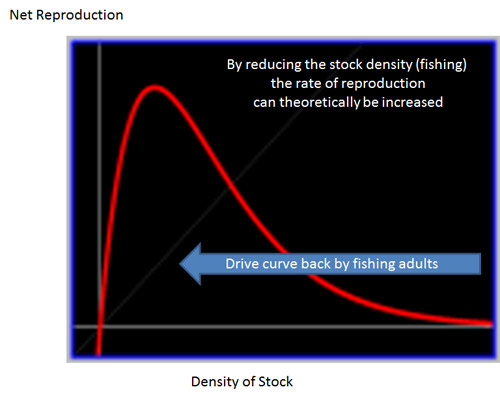 Net Reproduction
By reducing the stock density (fishing)
the rate of reproduction
can theoretically be increased
Drive curve back by fishing adults
Density of Stock